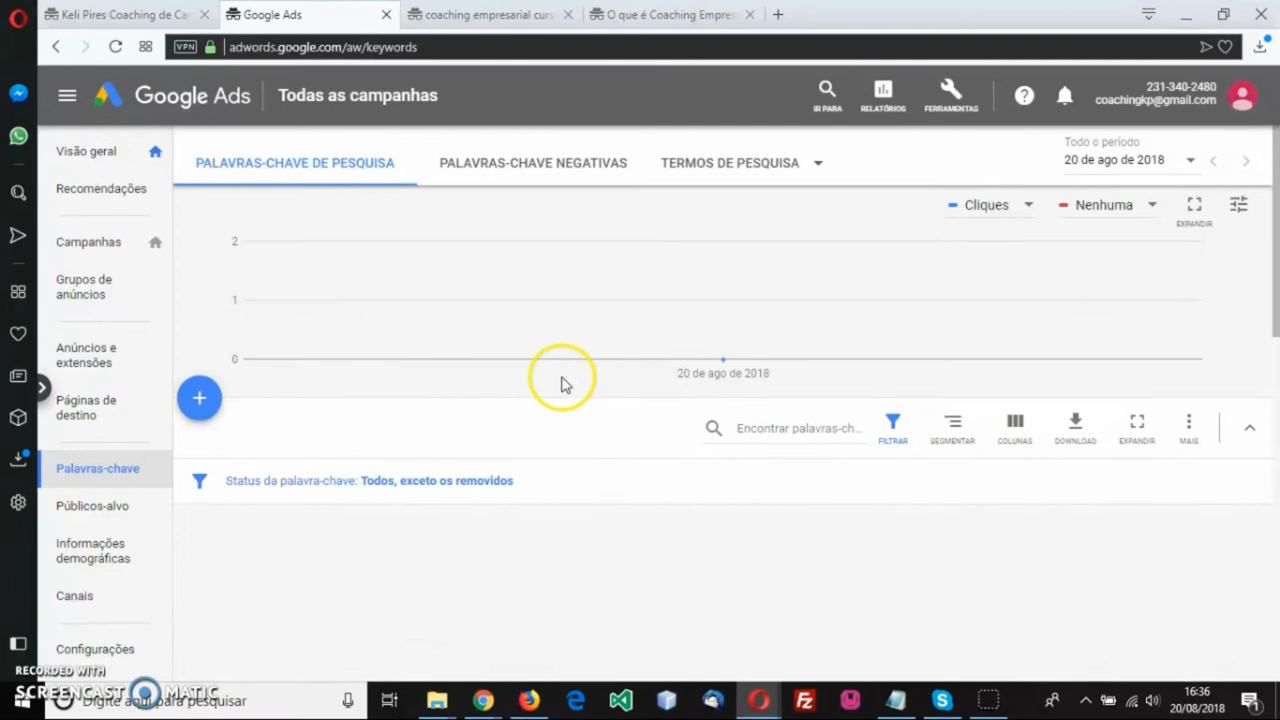 Keli Pires Coaching de Car
Google Ads
coaching empresarial curs
O que é Coaching Empres
VPN
adwords.google.com/aw/keywords
Google Ads
Todas as campanhas
IR PARA
RELATÓRIOS
FERRAMENTAS
231-340-2480
coachingkp@gmail.com
Visão geral
Recomendações
Campanhas
Grupos de
anúncios
Anúncios e
extensões
Páginas de
destino
Palavras-chave
Públicos-alvo
Informações
demográficas
Canais
Configurações
PALAVRAS-CHAVE DE PESQUISA
PALAVRAS-CHAVE NEGATIVAS
TERMOS DE PESQUISA
Todo o período
20 de ago de 2018
Cliques
Nenhuma
EXPANDIR
2
1
0
20 de ago de 2018
Encontrar palavras-ch...
FILTRAR
SEGMENTAR
COLUNAS
DOWNLOAD
EXPANDIR
MAIS
Status da palavra-chave: Todos, exceto os removidos
RECORDED WITH
SCREENCAST MATIC
Digite aqui para pesquisar
16:36
20/08/2018
1